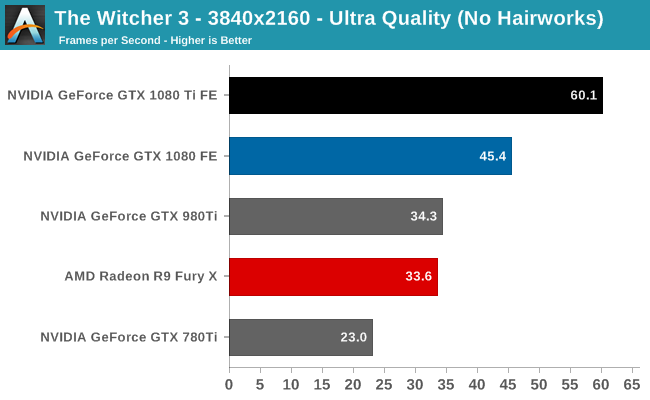 The Witcher 3 - 3840x2160 - Ultra Quality (No Hairworks)
Frames per Second - Higher is Better
NVIDIA GeForce GTX 1080 Ti FE 60.1
NVIDIA GeForce GTX 1080 FE 45.4
NVIDIA GeForce GTX 980Ti 34.3
AMD Radeon R9 Fury X 33.6
NVIDIA GeForce GTX 780Ti 23.0
0 5 10 15 20 25 30 35 40 45 50 55 60 65